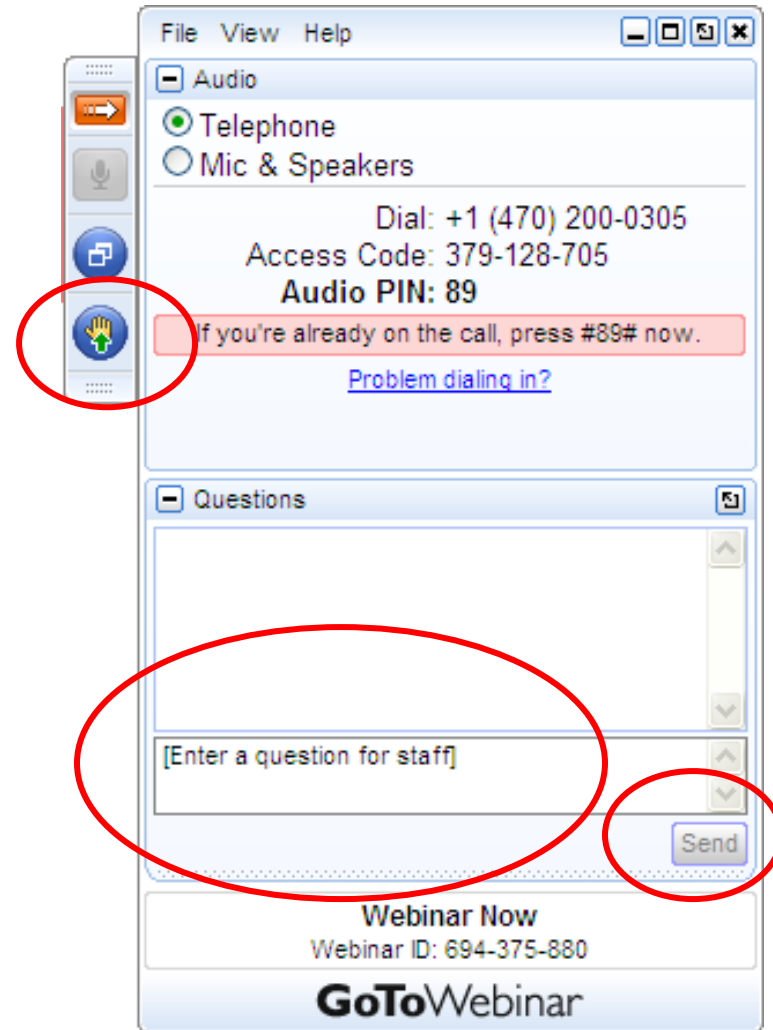 File View Help
Audio
Telephone
Mic & Speakers
Dial: +1 (470) 200-0305
Access Code: 379-128-705
Audio PIN: 89
If you're already on the call, press #89# now.
Problem dialing in?
Questions
[Enter a question for staff]
Send
Webinar Now
Webinar ID: 694-375-880
GoToWebinar